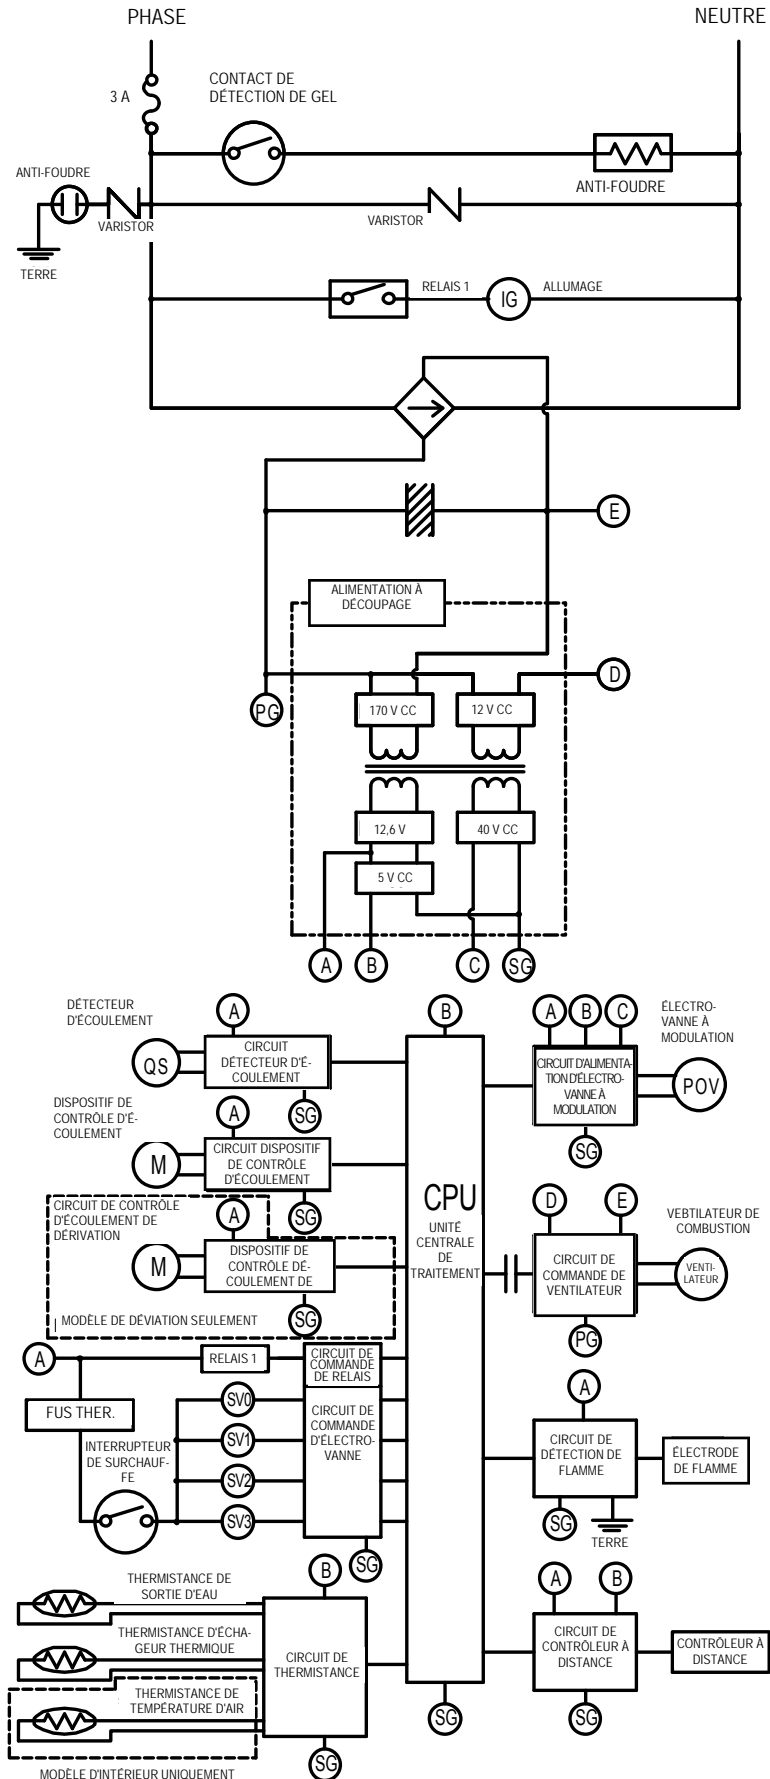 PHASE
NEUTRE
3 A
CONTACT DE
DÉTECTION DE GEL
ANTI-FOUDRE
ANTI-FOUDRE
VARISTOR
VARISTOR
TERRE
RELAIS 1
IG
ALLUMAGE
E
ALIMENTATION À
DÉCOUPAGE
D
PG
170 V CC
12 V CC
12,6 V
40 V CC
5 V CC
A
B
C
SG
DÉTECTEUR
D'ÉCOULEMENT
A
QS
CIRCUIT
DÉTECTEUR D'É-
COULEMENT
SG
B
A
B
C
ÉLECTRO-
VANNE À
MODULATION
CIRCUIT D'ALIMENTA-
TION D'ÉLECTRO-
VANNE À
MODULATION
POV
SG
DISPOSITIF DE
CONTRÔLE D'É-
COULEMENT
A
M
CIRCUIT DISPOSITIF
DE CONTRÔLE
D'ÉCOULEMENT
SG
CPU
UNITÉ
CENTRALE
DE
TRAITEMENT
CIRCUIT DE CONTRÔLE
D'ÉCOULEMENT DE
DÉRIVATION
A
M
DISPOSITIF DE
CONTRÔLE DÉ-
COULEMENT DE
SG
MODÈLE DE DÉVIATION SEULEMENT
D
E
VEBTILATEUR DE
COMBUSTION
CIRCUIT DE
COMMANDE DE
VENTILATEUR
VENTI-
LATEUR
PG
A
RELAIS 1
CIRCUIT DE
COMMANDE
DE RELAIS
FUS THER.
SV0
SV1
SV2
SV3
CIRCUIT DE
COMMANDE
D'ÉLECTRO-
VANNE
INTERRUPTEUR
DE SURCHAUF-
FE
SG
A
CIRCUIT DE
DÉTECTION DE
FLAMME
ÉLECTRODE
DE FLAMME
SG
TERRE
THERMISTANCE DE
SORTIE D'EAU
THERMISTANCE D'ÉCHA-
GEUR THERMIQUE
THERMISTANCE DE
TEMPÉRATURE D'AIR
MODÈLE D'INTÉRIEUR UNIQUEMENT
B
CIRCUIT DE
THERMISTANCE
SG
SG
A
B
CIRCUIT DE
CONTRÔLEUR À
DISTANCE
CONTRÔLEUR À
DISTANCE
SG